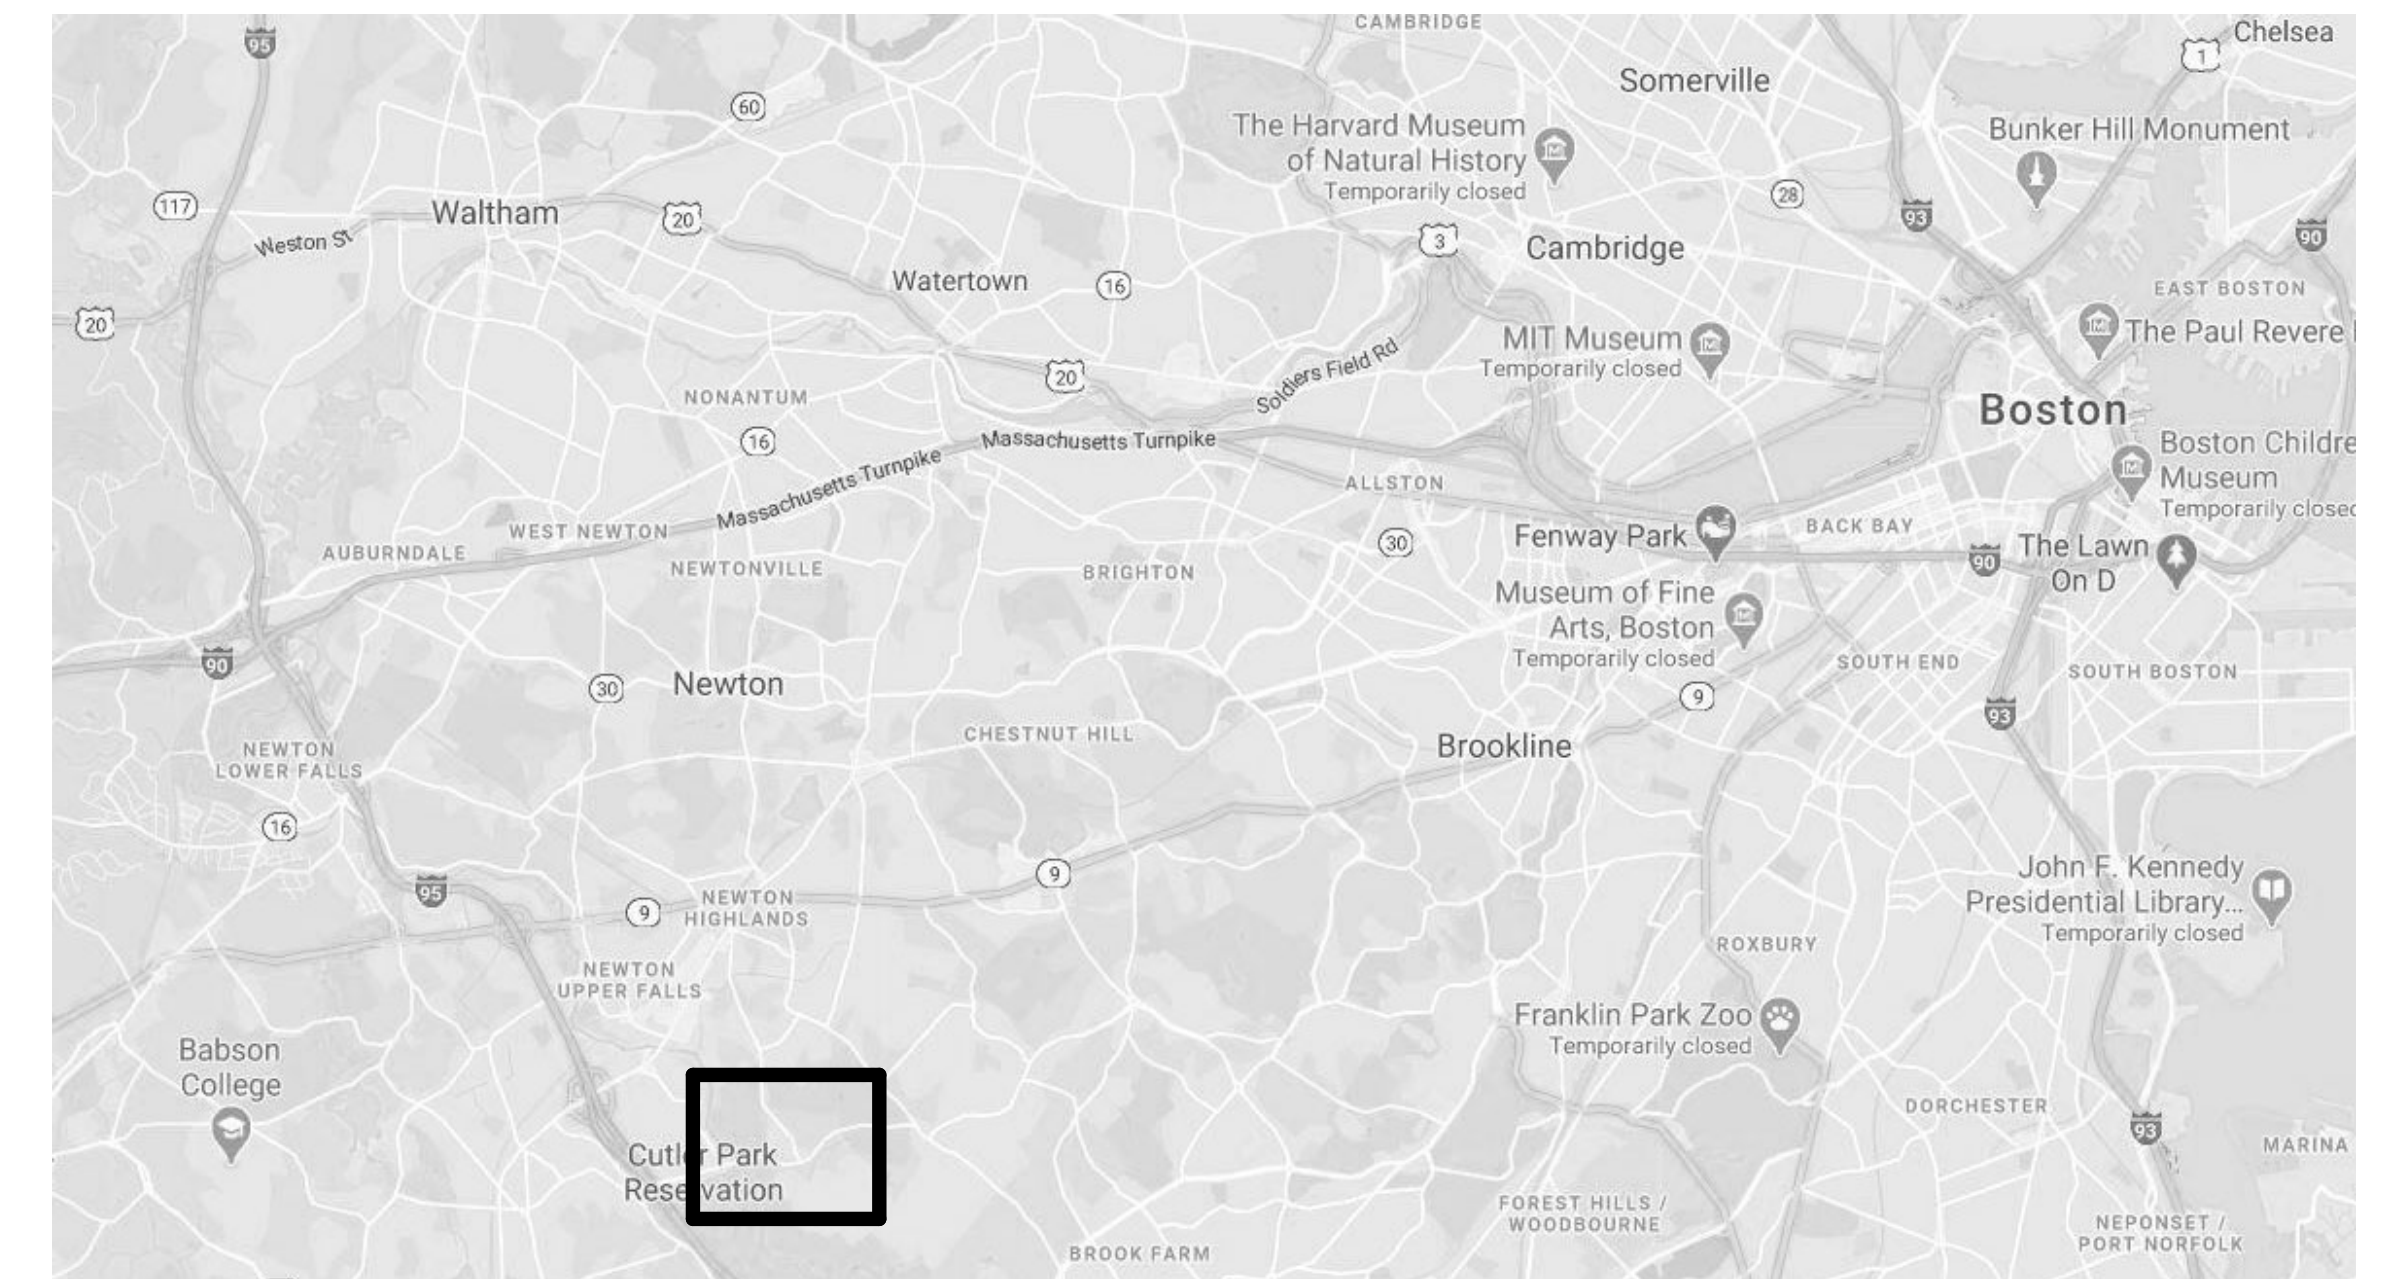 95
CAMBRIDGE
Chelsea
1
Somerville
60
The Harvard Museum
of Natural History
Temporarily closed
Bunker Hill Monument
117
Waltham
20
28
93
90
Weston St
3
Cambridge
Watertown
16
EAST BOSTON
20
MIT Museum
Temporarily closed
The Paul Revere
20
Soldiers Field Rd
NONANTUM
Boston
16
Massachusetts Turnpike
Massachusetts Turnpike
Boston Childre
Museum
Temporarily closed
ALLSTON
WEST NEWTON
AUBURNDALE
NEWTONVILLE
BRIGHTON
30
Fenway Park
BACK BAY
90
The Lawn
On D
Museum of Fine
Arts, Boston
Temporarily closed
90
30
Newton
SOUTH END
SOUTH BOSTON
9
93
CHESTNUT HILL
Brookline
NEWTON
LOWER FALLS
16
95
9
NEWTON
HIGHLANDS
9
John F. Kennedy
Presidential Library...
Temporarily closed
ROXBURY
NEWTON
UPPER FALLS
Franklin Park Zoo
Temporarily closed
Babson
College
DORCHESTER
93
MARINA
Cutler Park
Reservation
FOREST HILLS /
WOODBOURNE
NEPONSET /
PORT NORFOLK
BROOK FARM